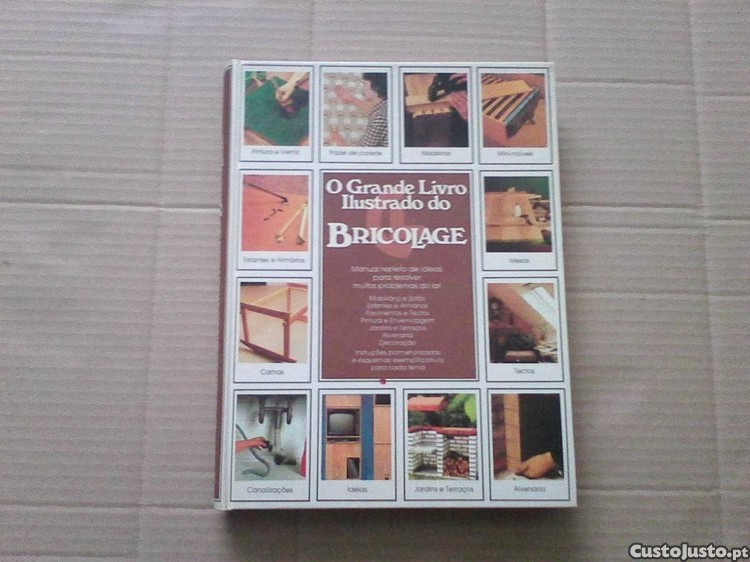 Pintura e Verniz
Papel de parede
Madeiras
Mini-móveis
O Grande Livro
Ilustrado do
BRICOLAGE
Estantes e Armários
Mesas
Manual repleto de ideias
para resolver
muitos problemas do lar
Mobiliário e Sofás
Estantes e Armários
Pavimentos e Tectos
Pintura e Envernizagem
Jardins e Terraços
Alvenaria
Decoração
Instruções pormenorizadas
e esquemas exemplificativos
para cada tema
Camas
Tectos
Canalizações
Ideias
Jardins e Terraços
Alvenaria
CustoJusto.pt